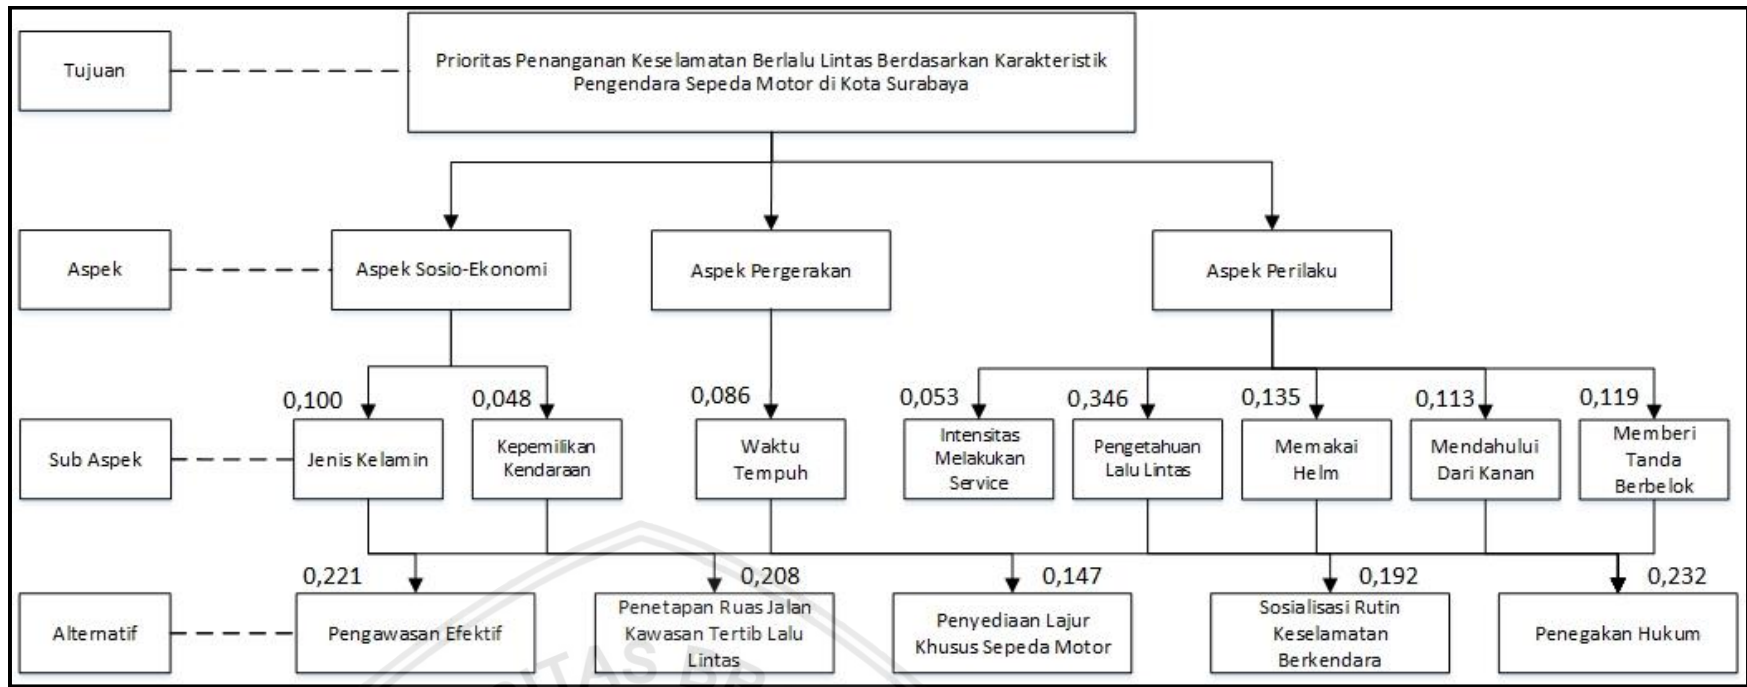 Tujuan
Prioritas Penanganan Keselamatan Berlalu Lintas Berdasarkan Karakteristik
Pengendara Sepeda Motor di Kota Surabaya
Aspek
Aspek Sosio-Ekonomi
Aspek Pergerakan
Aspek Perilaku
0,100
0,048
0,086
0,053
0,346
0,135
0,113
0,119
Sub Aspek
Jenis Kelamin
Kepemilikan
Kendaraan
Waktu
Tempuh
Intensitas
Melakukan
Service
Pengetahuan
Lalu Lintas
Memakai
Helm
Mendahului
Dari Kanan
Memberi
Tanda
Berbelok
0,221
0,208
0,147
0,192
0,232
Alternatif
Pengawasan Efektif
Penetapan Ruas Jalan
Kawasan Tertib Lalu
Lintas
Penyediaan Lajur
Khusus Sepeda Motor
Sosialisasi Rutin
Keselamatan
Berkendara
Penegakan Hukum